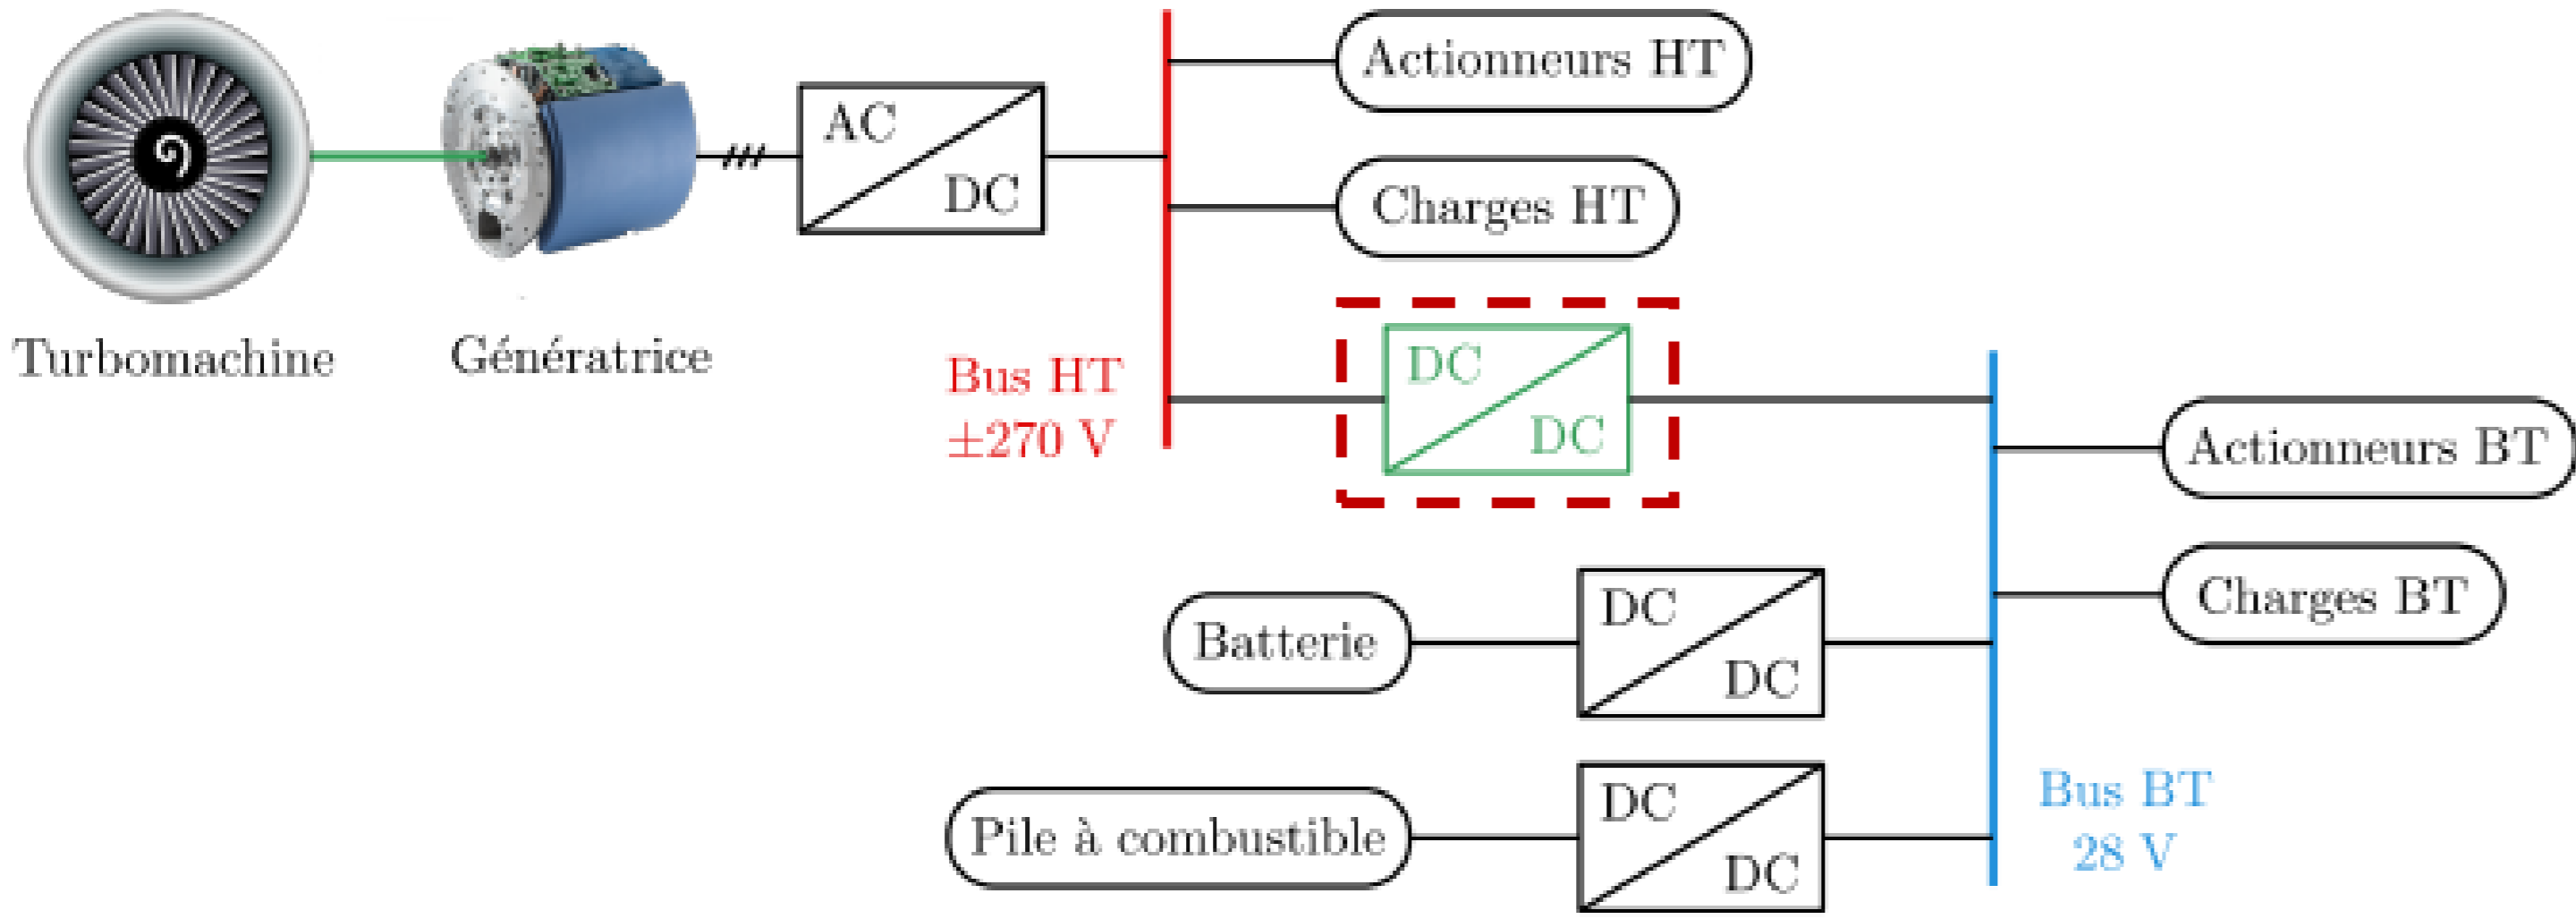 Turbomachine
Génératrice
AC
DC
Bus HT
±270 V
Actionneurs HT
Charges HT
DC
DC
Actionneurs BT
Charges BT
Batterie
DC
DC
Pile à combustible
DC
DC
Bus BT
28 V